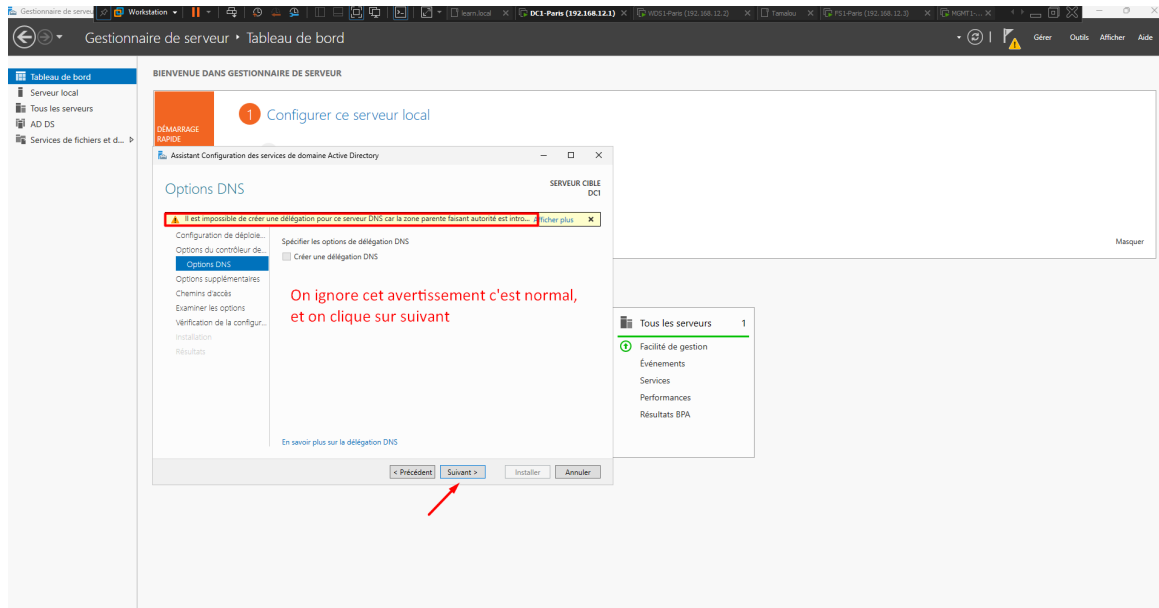 Gestionnaire de serveu
Workstation
learn.local
DC1-Paris (192.168.12.1)
WDS1-Paris (192.168.12.2)
Tamalou
FS1-Paris (192.168.12.3)
MGMT1-...
Gestionnaire de serveur ‣ Tableau de bord
Gérer Outils Afficher Aide
Tableau de bord
Serveur local
Tous les serveurs
AD DS
Services de fichiers et d...
BIENVENUE DANS GESTIONNAIRE DE SERVEUR
DÉMARRAGE
RAPIDE
1 Configurer ce serveur local
Masquer
Assistant Configuration des services de domaine Active Directory
Options DNS
SERVEUR CIBLE
DC1
Il est impossible de créer une délégation pour ce serveur DNS car la zone parente faisant autorité est intro... Afficher plus
Configuration de déploie...
Options du contrôleur de...
Options DNS
Options supplémentaires
Chemins d'accès
Examiner les options
Vérification de la configur...
Installation
Résultats
Spécifier les options de délégation DNS
Créer une délégation DNS
On ignore cet avertissement c'est normal,
et on clique sur suivant
En savoir plus sur la délégation DNS
< Précédent Suivant > Installer Annuler
Tous les serveurs 1
Facilité de gestion
Événements
Services
Performances
Résultats BPA